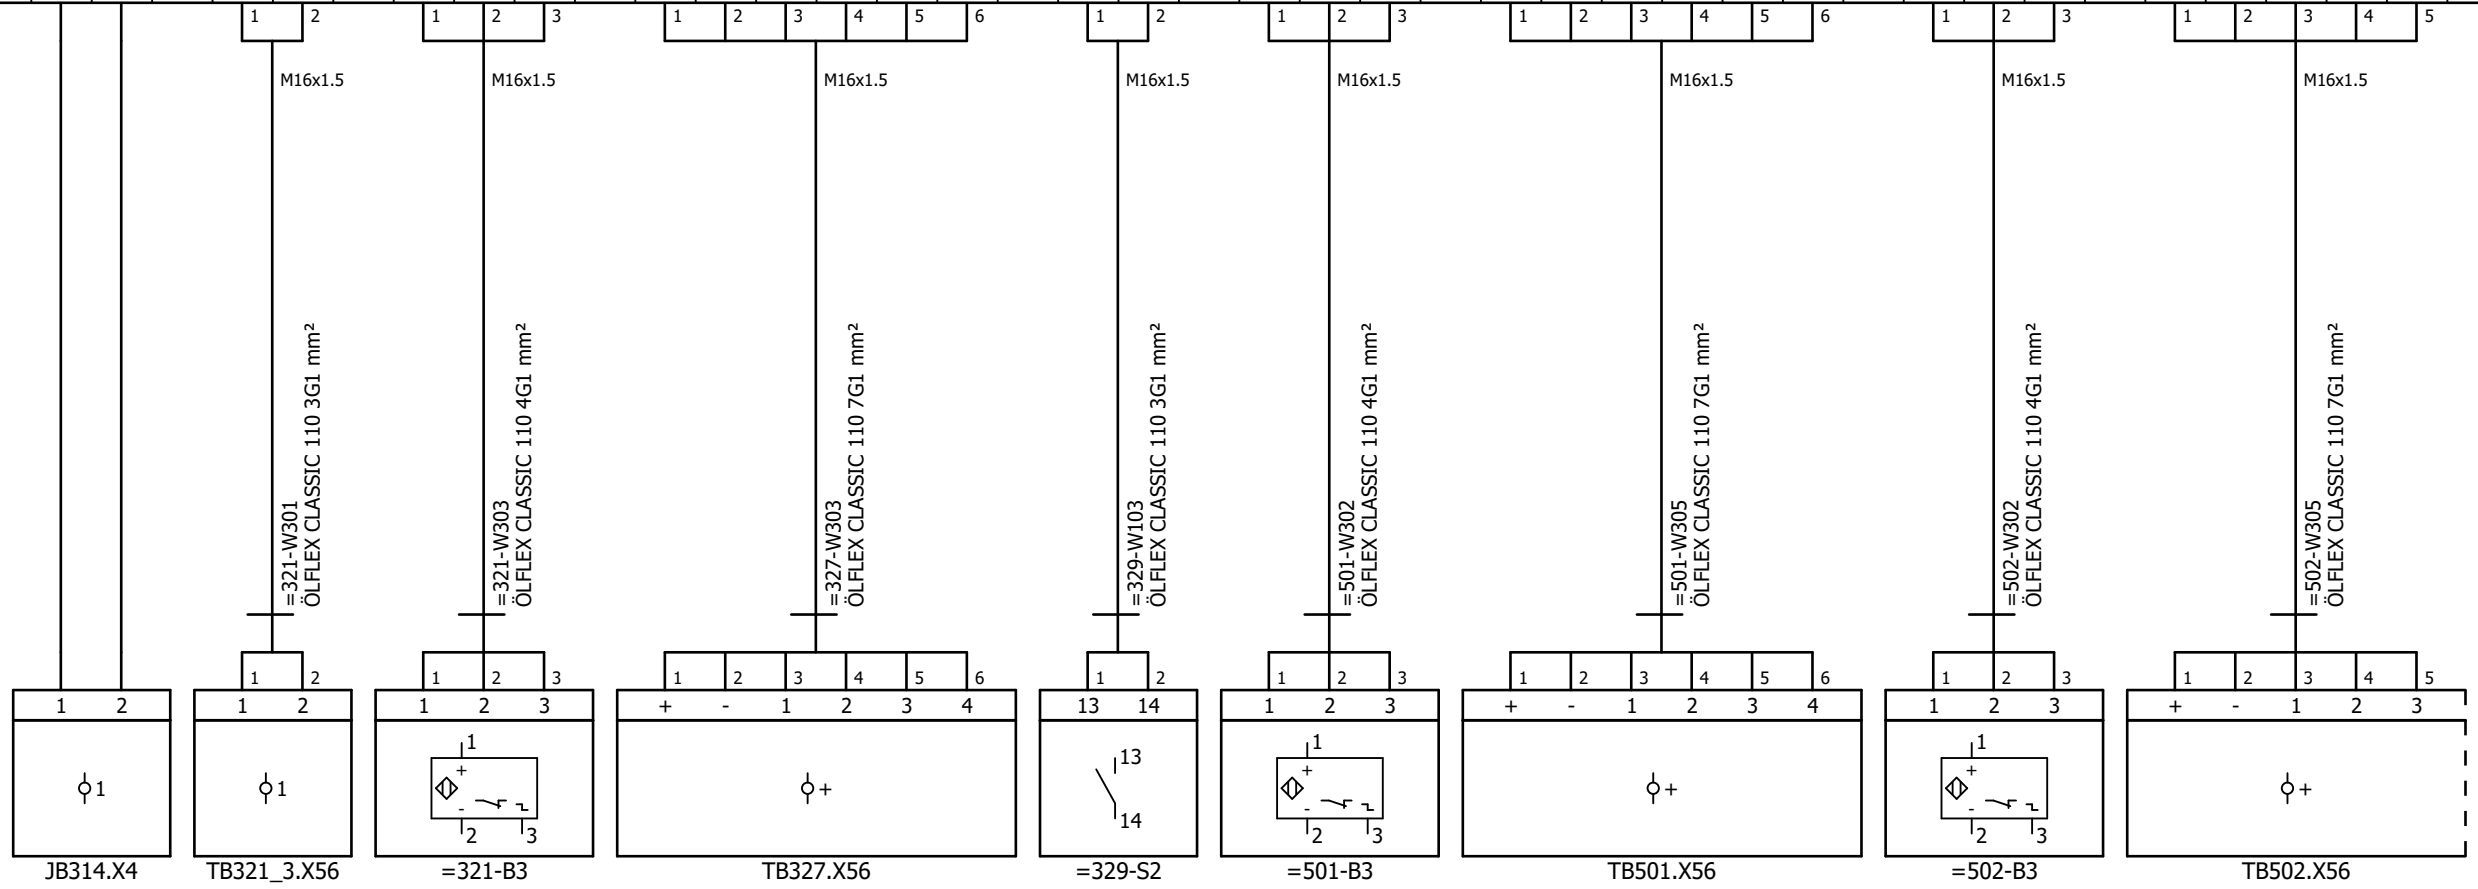 1 2 1 2 3 1 2 3 4 5 6 1 2 1 2 3 1 2 3 4 5 6 1 2 3 1 2 3 4 5
M16x1.5 M16x1.5 M16x1.5 M16x1.5 M16x1.5 M16x1.5 M16x1.5 M16x1.5
=321-W301
ÖLFLEX CLASSIC 110 3G1 mm²
=321-W303
ÖLFLEX CLASSIC 110 4G1 mm²
=327-W303
ÖLFLEX CLASSIC 110 7G1 mm²
=329-W103
ÖLFLEX CLASSIC 110 3G1 mm²
=501-W302
ÖLFLEX CLASSIC 110 4G1 mm²
=501-W305
ÖLFLEX CLASSIC 110 7G1 mm²
=502-W302
ÖLFLEX CLASSIC 110 4G1 mm²
=502-W305
ÖLFLEX CLASSIC 110 7G1 mm²
1 2 1 2 3 1 2 3 4 5 6 1 2 1 2 3 1 2 3 4 5 6 1 2 3 1 2 3 4 5
1 2 1 2 1 2 3 + - 1 2 3 4 13 14 1 2 3 + - 1 2 3 4 1 2 3 + - 1 2 3
1 1 1
+
-
2 3
+
13
14
1
+
-
2 3
+
1
+
-
2 3
+
JB314.X4 TB321_3.X56 =321-B3 TB327.X56 =329-S2 =501-B3 TB501.X56 =502-B3 TB502.X56